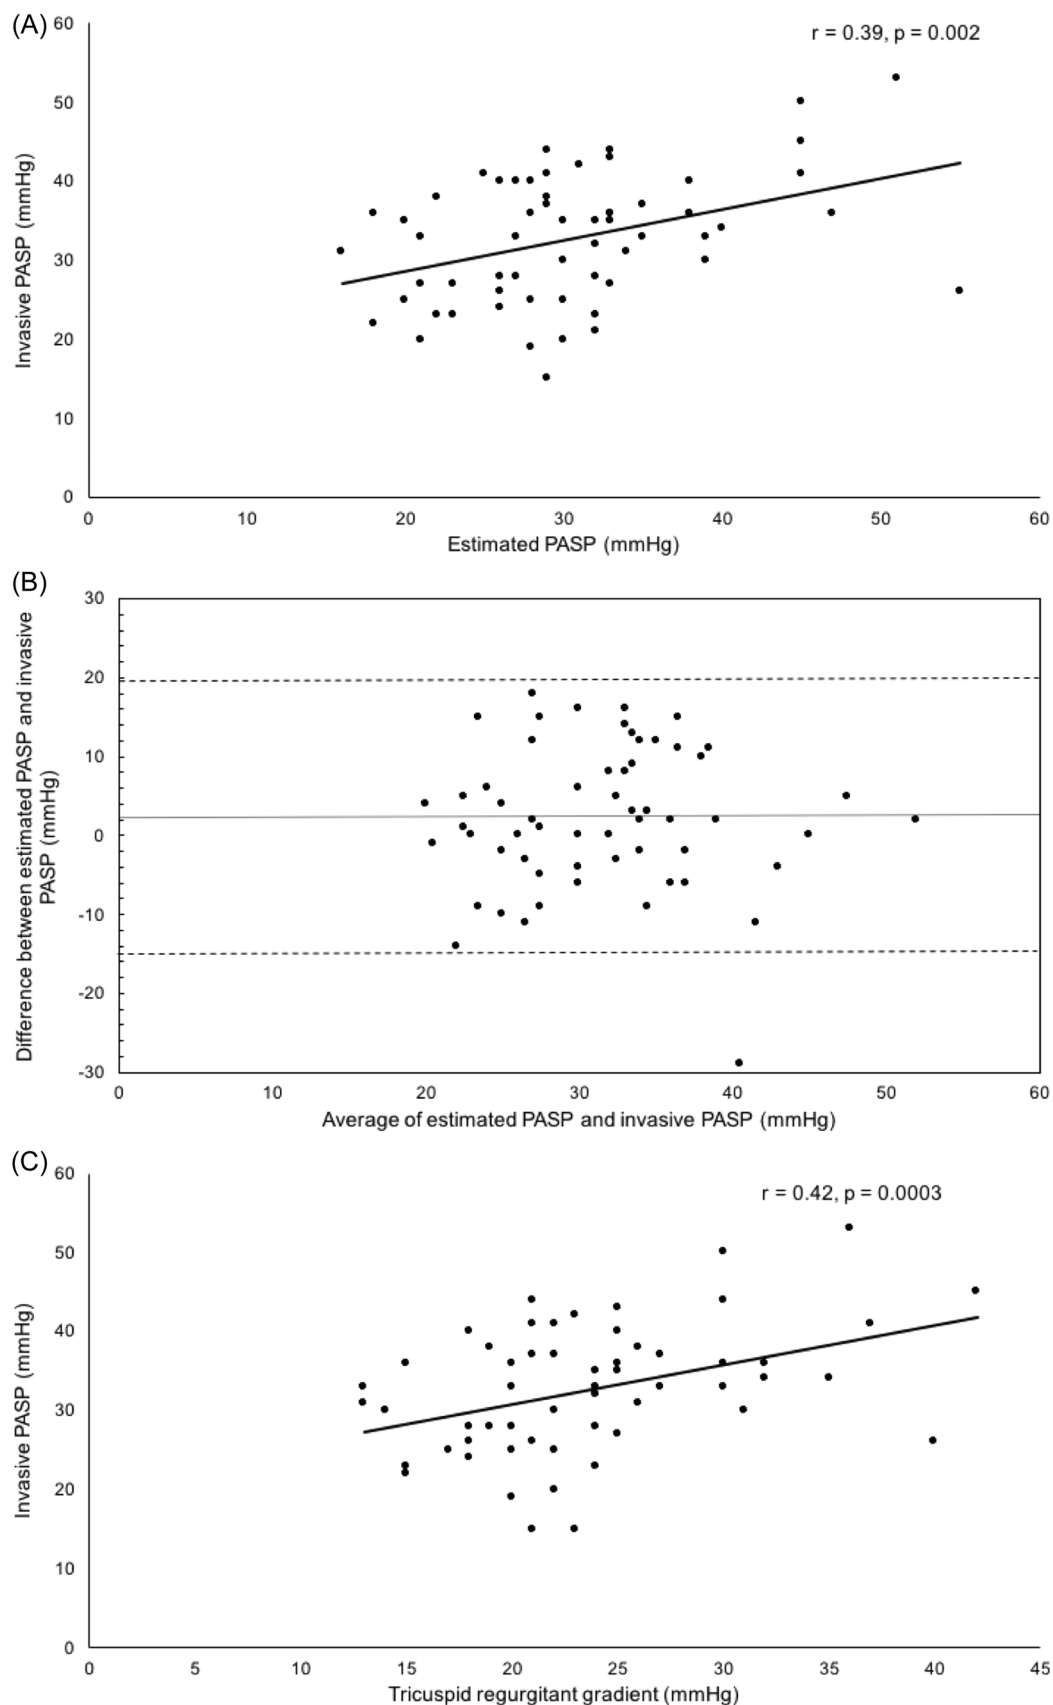 (A)
r = 0.39, p = 0.002
60
50
40
30
20
10
0
Invasive PASP (mmHg)
0 10 20 30 40 50 60
Estimated PASP (mmHg)
(B)
30
20
10
0
-10
-20
-30
Difference between estimated PASP and invasive
PASP (mmHg)
0 10 20 30 40 50 60
Average of estimated PASP and invasive PASP (mmHg)
(C)
r = 0.42, p = 0.0003
60
50
40
30
20
10
0
Invasive PASP (mmHg)
0 5 10 15 20 25 30 35 40 45
Tricuspid regurgitant gradient (mmHg)